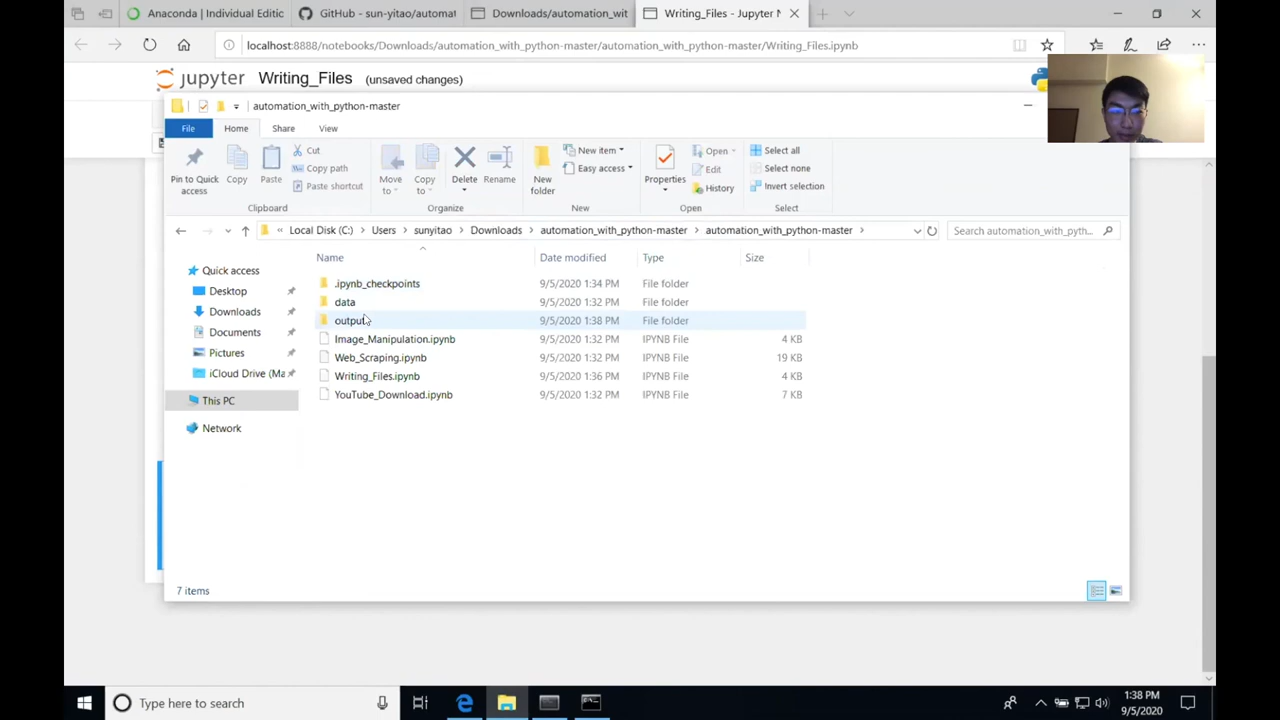 Anaconda | Individual Editic
GitHub - sun-yitao/automat
Downloads/automation_wit
Writing_Files - Jupyter N
localhost:8888/notebooks/Downloads/automation_with_python-master/automation_with_python-master/Writing_Files.ipynb
jupyter Writing_Files (unsaved changes)
automation_with_python-master
File Home Share View
Pin to Quick access
Copy
Paste
Cut
Copy path
Paste shortcut
Clipboard
Move to
Copy to
Delete
Rename
Organize
New folder
New item
Easy access
New
Properties
Open
Edit
History
Open
Select all
Select none
Invert selection
Select
« Local Disk (C:) > Users > sunyitao > Downloads > automation_with_python-master > automation_with_python-master >
Search automation_with_pyth...
Quick access
Desktop
Downloads
Documents
Pictures
iCloud Drive (Ma
This PC
Network
Name Date modified Type Size
.ipynb_checkpoints 9/5/2020 1:34 PM File folder
data 9/5/2020 1:32 PM File folder
output 9/5/2020 1:38 PM File folder
Image_Manipulation.ipynb 9/5/2020 1:32 PM IPYNB File 4 KB
Web_Scraping.ipynb 9/5/2020 1:32 PM IPYNB File 19 KB
Writing_Files.ipynb 9/5/2020 1:36 PM IPYNB File 4 KB
YouTube_Download.ipynb 9/5/2020 1:32 PM IPYNB File 7 KB
7 items
Type here to search
1:38 PM
9/5/2020